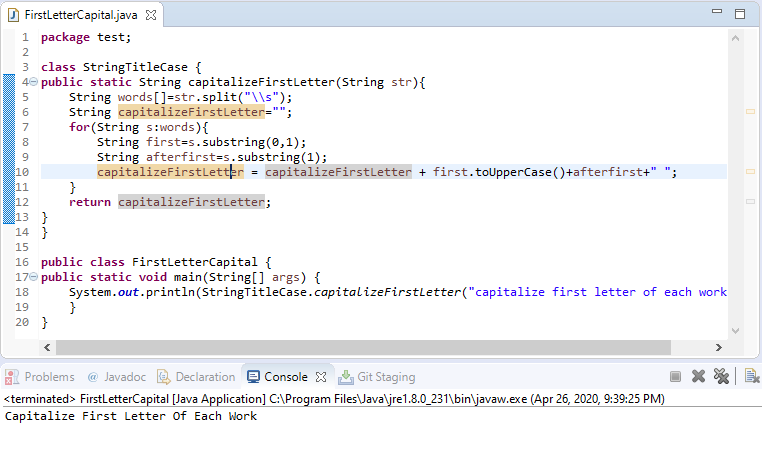 FirstLetterCapital.java
1 package test;
2
3 class StringTitleCase {
4 public static String capitalizeFirstLetter(String str){
5 String words[]=str.split("\\s");
6 String capitalizeFirstLetter="";
7 for(String s:words){
8 String first=s.substring(0,1);
9 String afterfirst=s.substring(1);
10 capitalizeFirstLetter = capitalizeFirstLetter + first.toUpperCase()+afterfirst+" ";
11 }
12 return capitalizeFirstLetter;
13 }
14 }
15
16 public class FirstLetterCapital {
17 public static void main(String[] args) {
18 System.out.println(StringTitleCase.capitalizeFirstLetter("capitalize first letter of each work
19 }
20 }
Problems @ Javadoc Declaration Console Git Staging
<terminated> FirstLetterCapital [Java Application] C:\Program Files\Java\jre1.8.0_231\bin\javaw.exe (Apr 26, 2020, 9:39:25 PM)
Capitalize First Letter Of Each Work